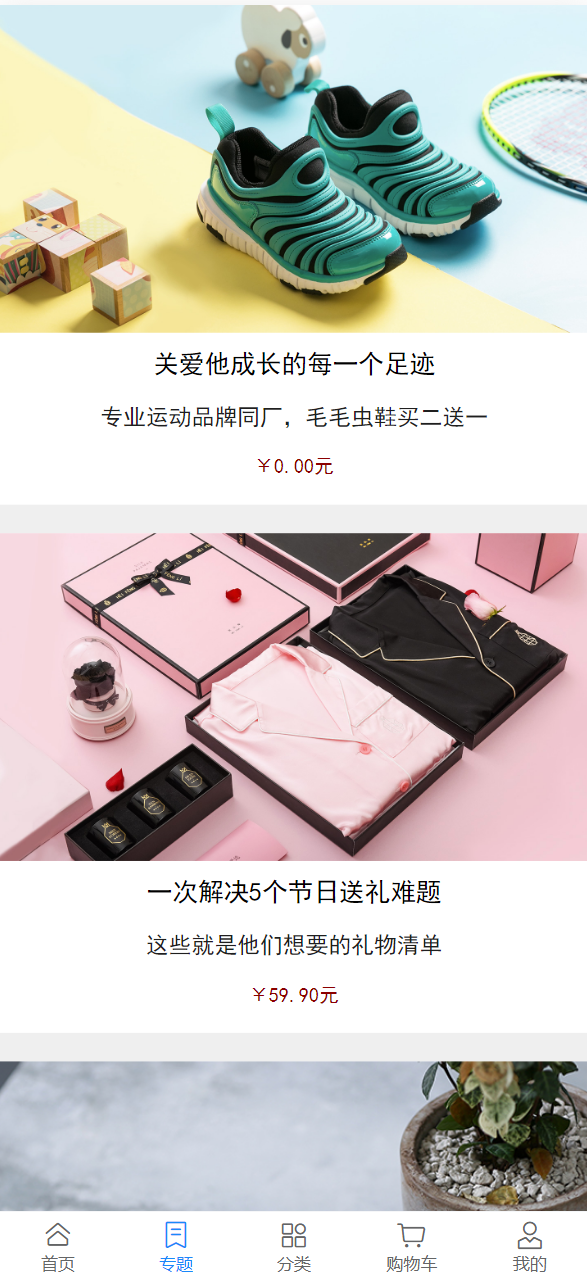 关爱他成长的每一个足迹
专业运动品牌同厂，毛毛虫鞋买二送一
￥0.00元
一次解决5个节日送礼难题
这些就是他们想要的礼物清单
￥59.90元
首页
专题
分类
购物车
我的